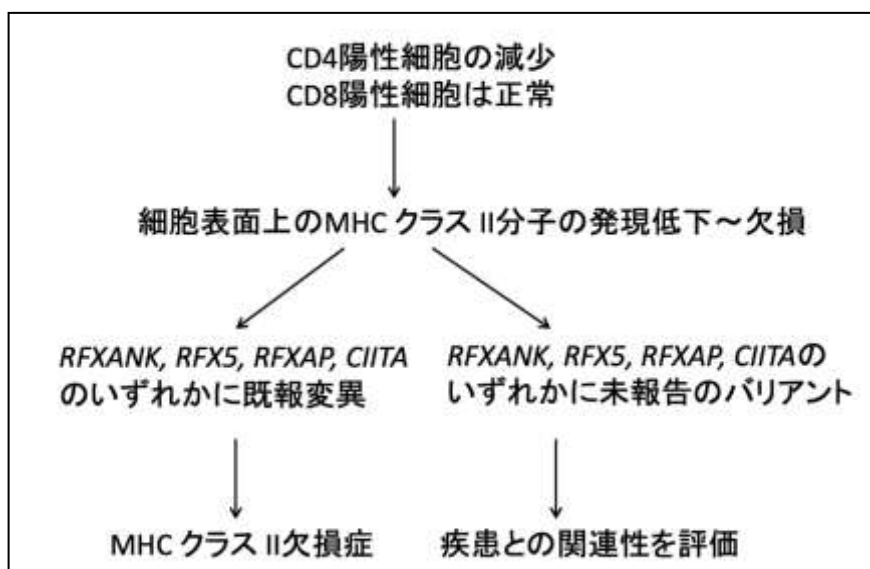 CD4陽性細胞の減少
CD8陽性細胞は正常
細胞表面上のMHC クラス II分子の発現低下～欠損
RFXANK, RFX5, RFXAP, CIITA
のいずれかに既報変異
RFXANK, RFX5, RFXAP, CIITAの
いずれかに未報告のバリアント
MHC クラス II欠損症
疾患との関連性を評価